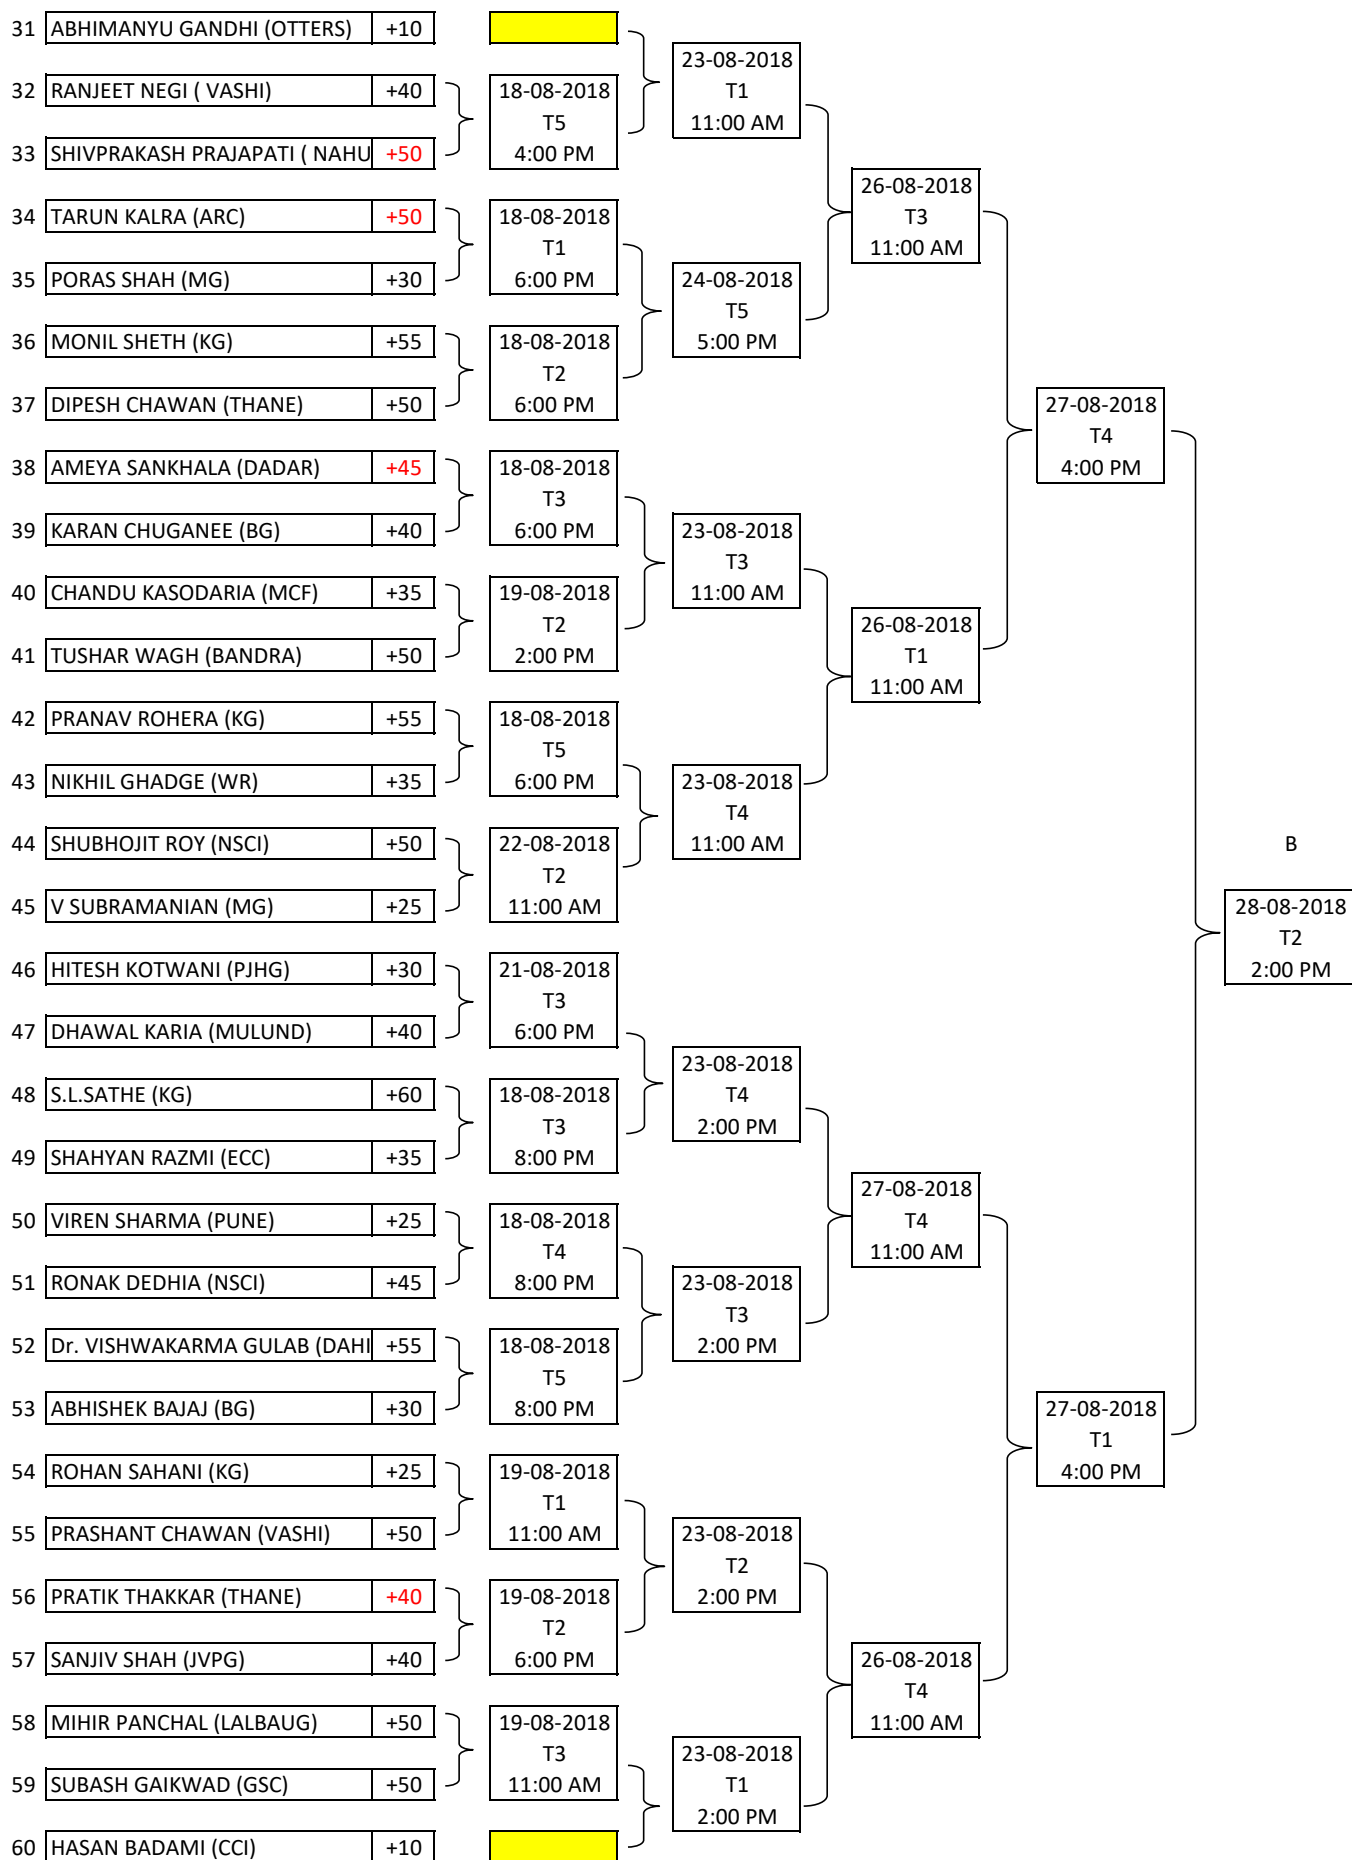 31 ABHIMANYU GANDHI (OTTERS) +10
23-08-2018
32 RANJEET NEGI ( VASHI) +40 18-08-2018 T1
T5 11:00 AM
33 SHIVPRAKASH PRAJAPATI ( NAHU +50 4:00 PM
26-08-2018
34 TARUN KALRA (ARC) +50 18-08-2018 T3
T1 11:00 AM
35 PORAS SHAH (MG) +30 6:00 PM 24-08-2018
T5
36 MONIL SHETH (KG) +55 18-08-2018 5:00 PM
T2
37 DIPESH CHAWAN (THANE) +50 6:00 PM 27-08-2018
T4
38 AMEYA SANKHALA (DADAR) +45 18-08-2018 4:00 PM
T3
39 KARAN CHUGANEE (BG) +40 6:00 PM 23-08-2018
T3
40 CHANDU KASODARIA (MCF) +35 19-08-2018 11:00 AM
T2 26-08-2018
41 TUSHAR WAGH (BANDRA) +50 2:00 PM T1
11:00 AM
42 PRANAV ROHERA (KG) +55 18-08-2018
T5
43 NIKHIL GHADGE (WR) +35 6:00 PM 23-08-2018
T4
44 SHUBHOJIT ROY (NSCI) +50 22-08-2018 11:00 AM B
T2
45 V SUBRAMANIAN (MG) +25 11:00 AM 28-08-2018
T2
46 HITESH KOTWANI (PJHG) +30 21-08-2018 2:00 PM
T3
47 DHAWAL KARIA (MULUND) +40 6:00 PM
23-08-2018
48 S.L.SATHE (KG) +60 18-08-2018 T4
T3 2:00 PM
49 SHAHYAN RAZMI (ECC) +35 8:00 PM
27-08-2018
50 VIREN SHARMA (PUNE) +25 18-08-2018 T4
T4 11:00 AM
51 RONAK DEDHIA (NSCI) +45 8:00 PM 23-08-2018
T3
52 Dr. VISHWAKARMA GULAB (DAHI +55 18-08-2018 2:00 PM
T5
53 ABHISHEK BAJAJ (BG) +30 8:00 PM 27-08-2018
T1
54 ROHAN SAHANI (KG) +25 19-08-2018 4:00 PM
T1
55 PRASHANT CHAWAN (VASHI) +50 11:00 AM 23-08-2018
T2
56 PRATIK THAKKAR (THANE) +40 19-08-2018 2:00 PM
T2
57 SANJIV SHAH (JVPG) +40 6:00 PM 26-08-2018
T4
58 MIHIR PANCHAL (LALBAUG) +50 19-08-2018 11:00 AM
T3 23-08-2018
59 SUBASH GAIKWAD (GSC) +50 11:00 AM T1
2:00 PM
60 HASAN BADAMI (CCI) +10